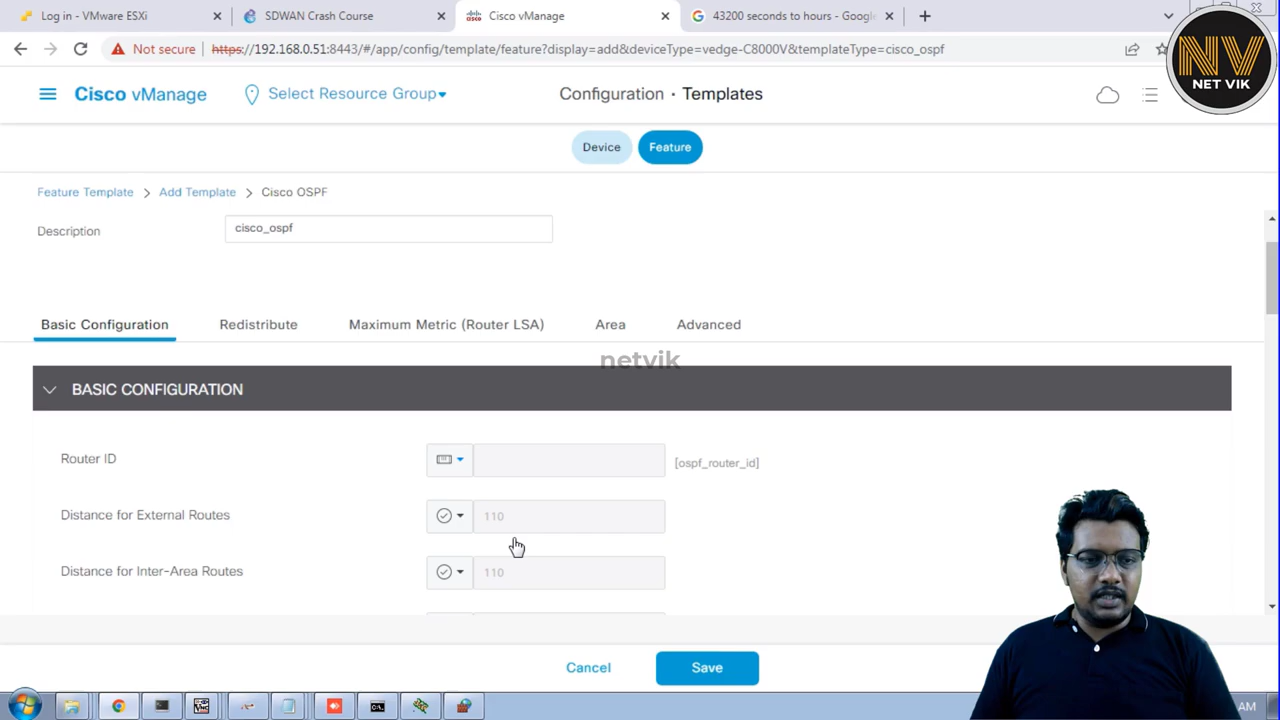 Log in - VMware ESXi
SDWAN Crash Course
Cisco vManage
43200 seconds to hours - Google
Not secure
https://192.168.0.51:8443/#/app/config/template/feature?display=add&deviceType=vedge-C8000V&templateType=cisco_ospf
NV
NET VIK
Cisco vManage
Select Resource Group
Configuration · Templates
Device
Feature
Feature Template > Add Template > Cisco OSPF
Description
cisco_ospf
Basic Configuration
Redistribute
Maximum Metric (Router LSA)
Area
Advanced
netvik
BASIC CONFIGURATION
Router ID
[ospf_router_id]
Distance for External Routes
110
Distance for Inter-Area Routes
110
Cancel
Save
AM